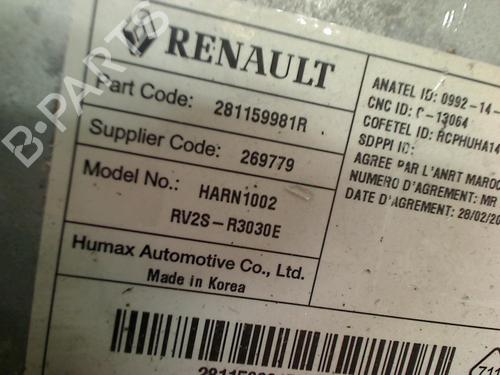 RENAULT
Part Code: 281159981R
Supplier Code: 269779
Model No.: HARN1002
RV2S-R3030E
Humax Automotive Co., Ltd.
Made in Korea
ANATEL ID: 0992-14-
CNC ID: C-13064
COFETEL ID: RCPHUHA14
SDPPI ID:
AGREE PAR L'ANRT MAROC
NUMERO D'AGREMENT: MR
DATE D'AGREMENT: 28/02/20
B-PARTS